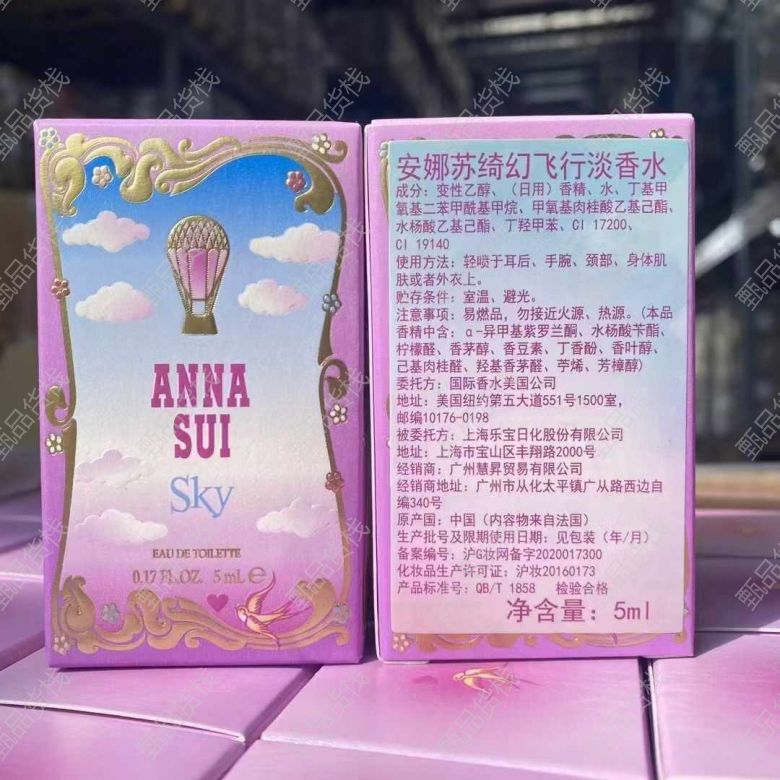 ANNA
SUI
Sky
EAU DE TOILETTE
0.17 FL.OZ. 5 mL e
安娜苏绮幻飞行淡香水
成分：变性乙醇、（日用）香精、水、丁基甲
氧基二苯甲酰基甲烷、甲氧基肉桂酸乙基己酯、
水杨酸乙基己酯、丁羟甲苯、CI 17200、
CI 19140
使用方法：轻喷于耳后、手腕、颈部、身体肌
肤或者外衣上。
贮存条件：室温、避光。
注意事项：易燃品，勿接近火源、热源。（本品
香精中含：α-异甲基紫罗兰酮、水杨酸苄酯、
柠檬醛、香茅醇、香豆素、丁香酚、香叶醇、
己基肉桂醛、羟基香茅醛、苧烯、芳樟醇）
委托方：国际香水美国公司
地址：美国纽约第五大道551号1500室，
邮编10176-0198
被委托方：上海乐宝日化股份有限公司
地址：上海市宝山区丰翔路2000号
经销商：广州慧昇贸易有限公司
经销商地址：广州市从化太平镇广从路西边自
编340号
原产国：中国（内容物来自法国）
生产批号及限期使用日期：见包装（年/月）
备案编号：沪G妆网备字2020017300
化妆品生产许可证：沪妆20160173
产品标准号：QB/T 1858 检验合格
净含量：5ml
甄品货栈